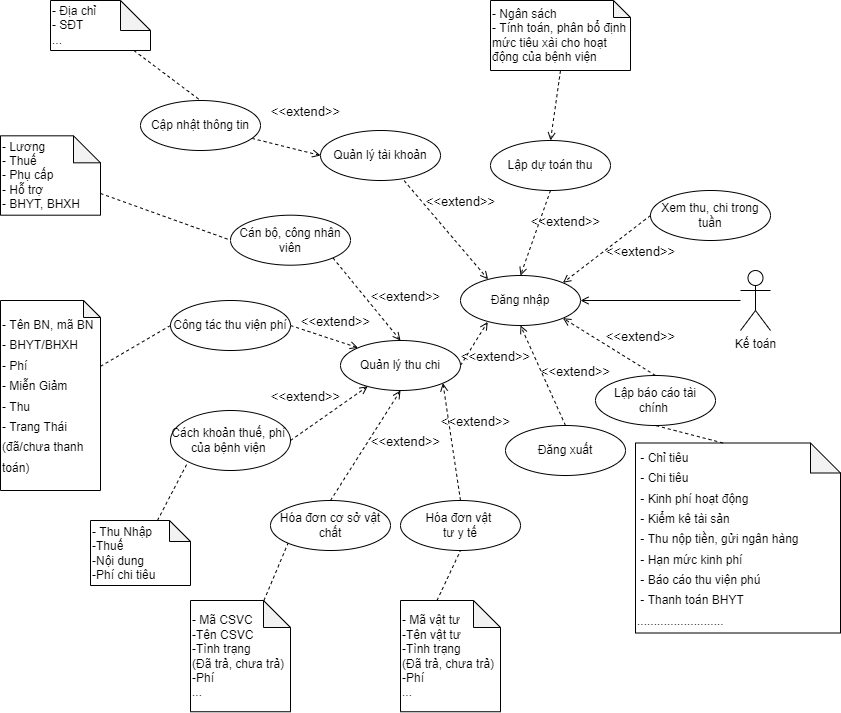 - Địa chỉ
- SĐT
...
- Ngân sách
- Tính toán, phân bổ định
mức tiêu xài cho hoạt
động của bệnh viện
Cập nhật thông tin
<<extend>>
Quản lý tài khoản
Lập dự toán thu
- Lương
- Thuế
- Phụ cấp
- Hỗ trợ
- BHYT, BHXH
<<extend>>
<<extend>>
Xem thu, chi trong
tuần
Cán bộ, công nhân
viên
<<extend>>
<<extend>>
Đăng nhập
Kế toán
- Tên BN, mã BN
- BHYT/BHXH
- Phí
- Miễn Giảm
- Thu
- Trang Thái
(đã/chưa thanh
toán)
Công tác thu viện phí
<<extend>>
Quản lý thu chi
<<extend>>
<<extend>>
<<extend>>
Lập báo cáo tài
chính
Cách khoản thuế, phí
của bệnh viện
<<extend>>
<<extend>>
<<extend>>
Đăng xuất
- Chỉ tiêu
- Chi tiêu
- Kinh phí hoạt động
- Kiểm kê tài sản
- Thu nộp tiền, gửi ngân hàng
- Hạn mức kinh phí
- Báo cáo thu viện phú
- Thanh toán BHYT
..........................
Hóa đơn cơ sở vật
chất
Hóa đơn vật
tư y tế
- Thu Nhập
-Thuế
-Nội dung
-Phí chi tiêu
- Mã CSVC
-Tên CSVC
-Tình trạng
(Đã trả, chưa trả)
-Phí
...
- Mã vật tư
-Tên vật tư
-Tình trạng
(Đã trả, chưa trả)
-Phí
...